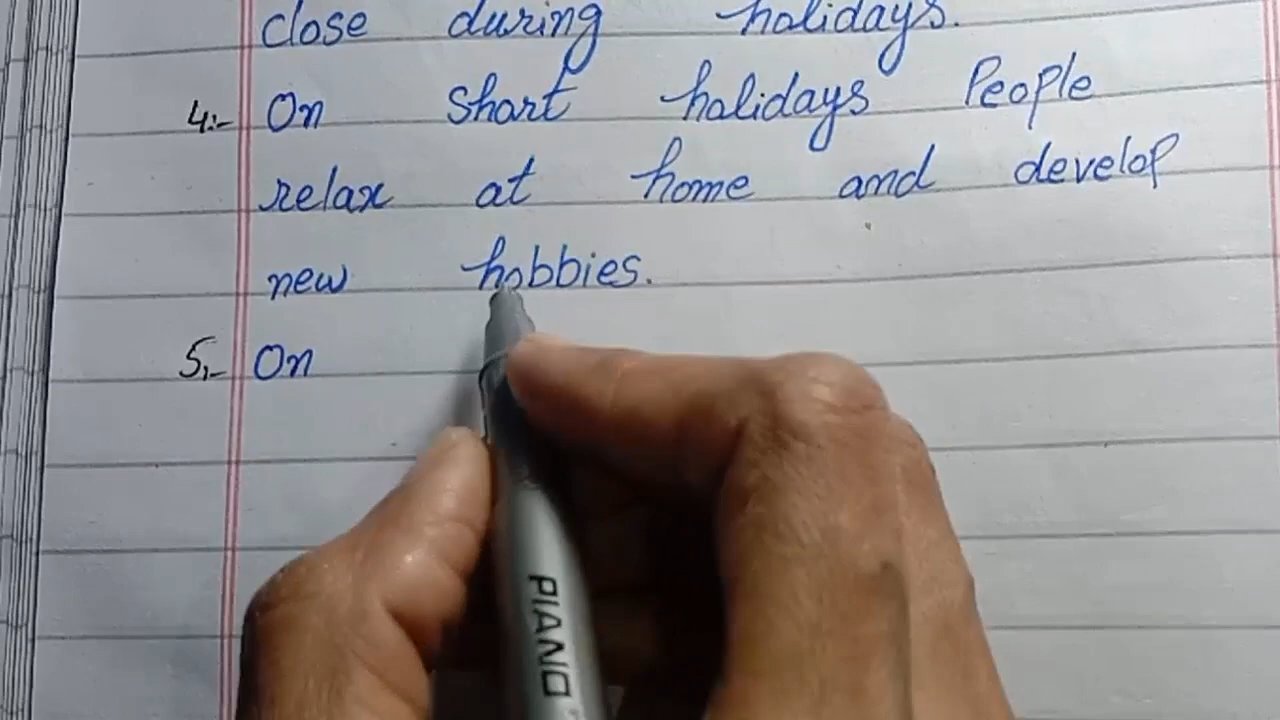 close during holidays.
4:- On short holidays People
relax at home and develop
new hobbies.
5,- On
PIANO